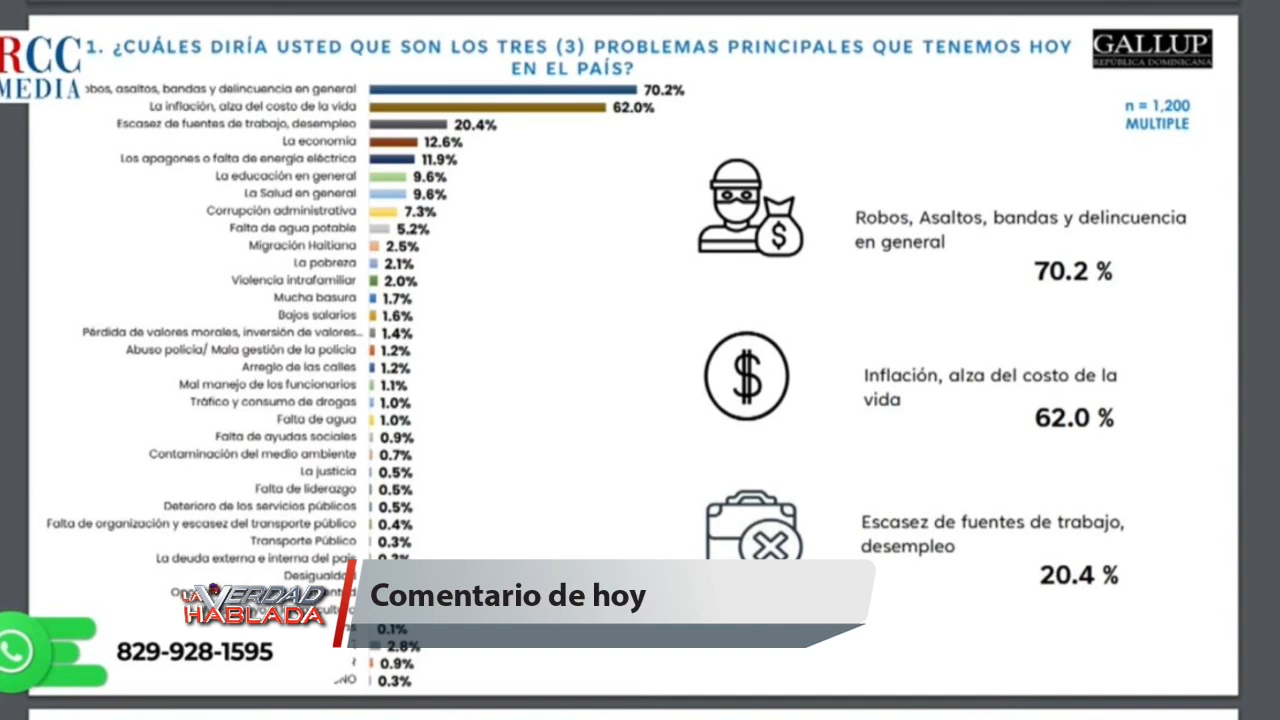 RCC
MEDIA
1. ¿CUÁLES DIRÍA USTED QUE SON LOS TRES (3) PROBLEMAS PRINCIPALES QUE TENEMOS HOY
EN EL PAÍS?
GALLUP
REPÚBLICA DOMINICANA
n = 1,200
MULTIPLE
obos, asaltos, bandas y delincuencia en general 70.2%
La inflación, alza del costo de la vida 62.0%
Escasez de fuentes de trabajo, desempleo 20.4%
La economía 12.6%
Los apagones o falta de energía eléctrica 11.9%
La educación en general 9.6%
La Salud en general 9.6%
Corrupción administrativa 7.3%
Falta de agua potable 5.2%
Migración Haitiana 2.5%
La pobreza 2.1%
Violencia intrafamiliar 2.0%
Mucha basura 1.7%
Bajos salarios 1.6%
Pérdida de valores morales, inversión de valores... 1.4%
Abuso policía/ Mala gestión de la policía 1.2%
Arreglo de las calles 1.2%
Mal manejo de los funcionarios 1.1%
Tráfico y consumo de drogas 1.0%
Falta de agua 1.0%
Falta de ayudas sociales 0.9%
Contaminación del medio ambiente 0.7%
La justicia 0.5%
Falta de liderazgo 0.5%
Deterioro de los servicios públicos 0.5%
Falta de organización y escasez del transporte público 0.4%
Transporte Público 0.3%
La deuda externa e interna del país
Desigualdad
0.1%
2.8%
0.9%
0.3%
Robos, Asaltos, bandas y delincuencia
en general
70.2 %
$
Inflación, alza del costo de la
vida
62.0 %
$
Escasez de fuentes de trabajo,
desempleo
20.4 %
LA VERDAD
HABLADA
Comentario de hoy
829-928-1595